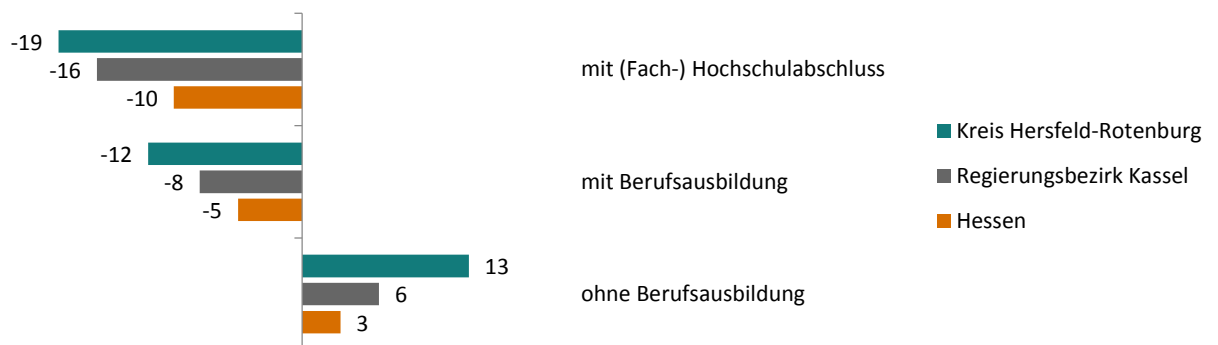 -19
-16
mit (Fach-) Hochschulabschluss
-10
Kreis Hersfeld-Rotenburg
-12
-8
mit Berufsausbildung
Regierungsbezirk Kassel
-5
Hessen
13
6
ohne Berufsausbildung
3